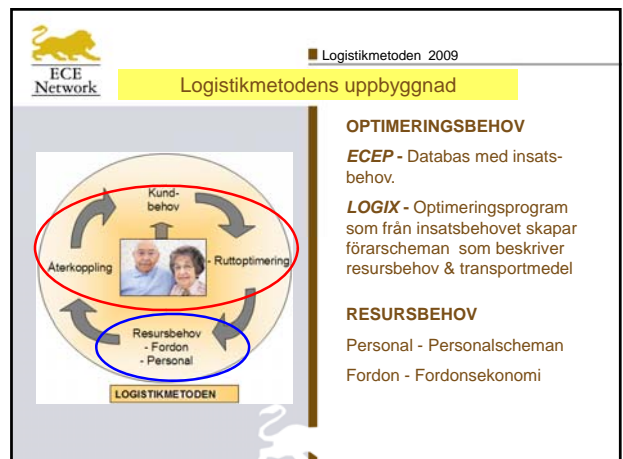 ECE
Network
Logistikmetoden 2009
Logistikmetodens uppbyggnad
Kund-
behov
- Ruttoptimering
Återkoppling
Resursbehov
- Fordon
- Personal
LOGISTIKMETODEN
OPTIMERINGSBEHOV
ECEP - Databas med insats-
behov.
LOGIX - Optimeringsprogram
som från insatsbehovet skapar
förarscheman som beskriver
resursbehov & transportmedel
RESURSBEHOV
Personal - Personalscheman
Fordon - Fordonsekonomi